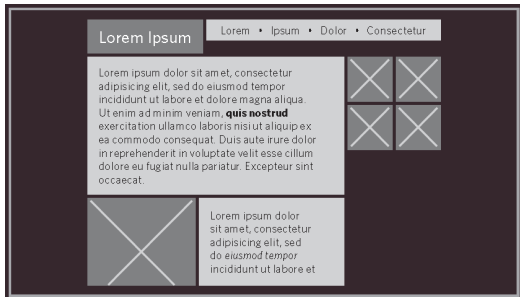 Lorem Ipsum
Lorem • Ipsum • Dolor • Consectetur
Lorem ipsum dolor sit amet, consectetur
adipisicing elit, sed do eiusmod tempor
incididunt ut labore et dolore magna aliqua.
Ut enim ad minim veniam, quis nostrud
exercitation ullamco laboris nisi ut aliquip ex
ea commodo consequat. Duis aute irure dolor
in reprehenderit in voluptate velit esse cillum
dolore eu fugiat nulla pariatur. Excepteur sint
occaecat.
Lorem ipsum dolor
sit amet, consectetur
adipisicing elit, sed
do eiusmod tempor
incididunt ut labore et